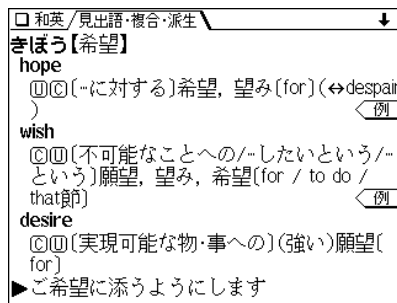 和英/見出語·複合·派生
きぼう【希望】
hope
ⓊⒸ〔…に対する〕希望, 望み〔for〕(↔despair
)
例
wish
ⒸⓊ〔不可能なことへの/…したいという/…
という〕願望, 望み, 希望〔for / to do /
that節〕
例
desire
ⒸⓊ〔実現可能な物·事への〕(強い)願望〔
for〕
▶ご希望に添うようにします